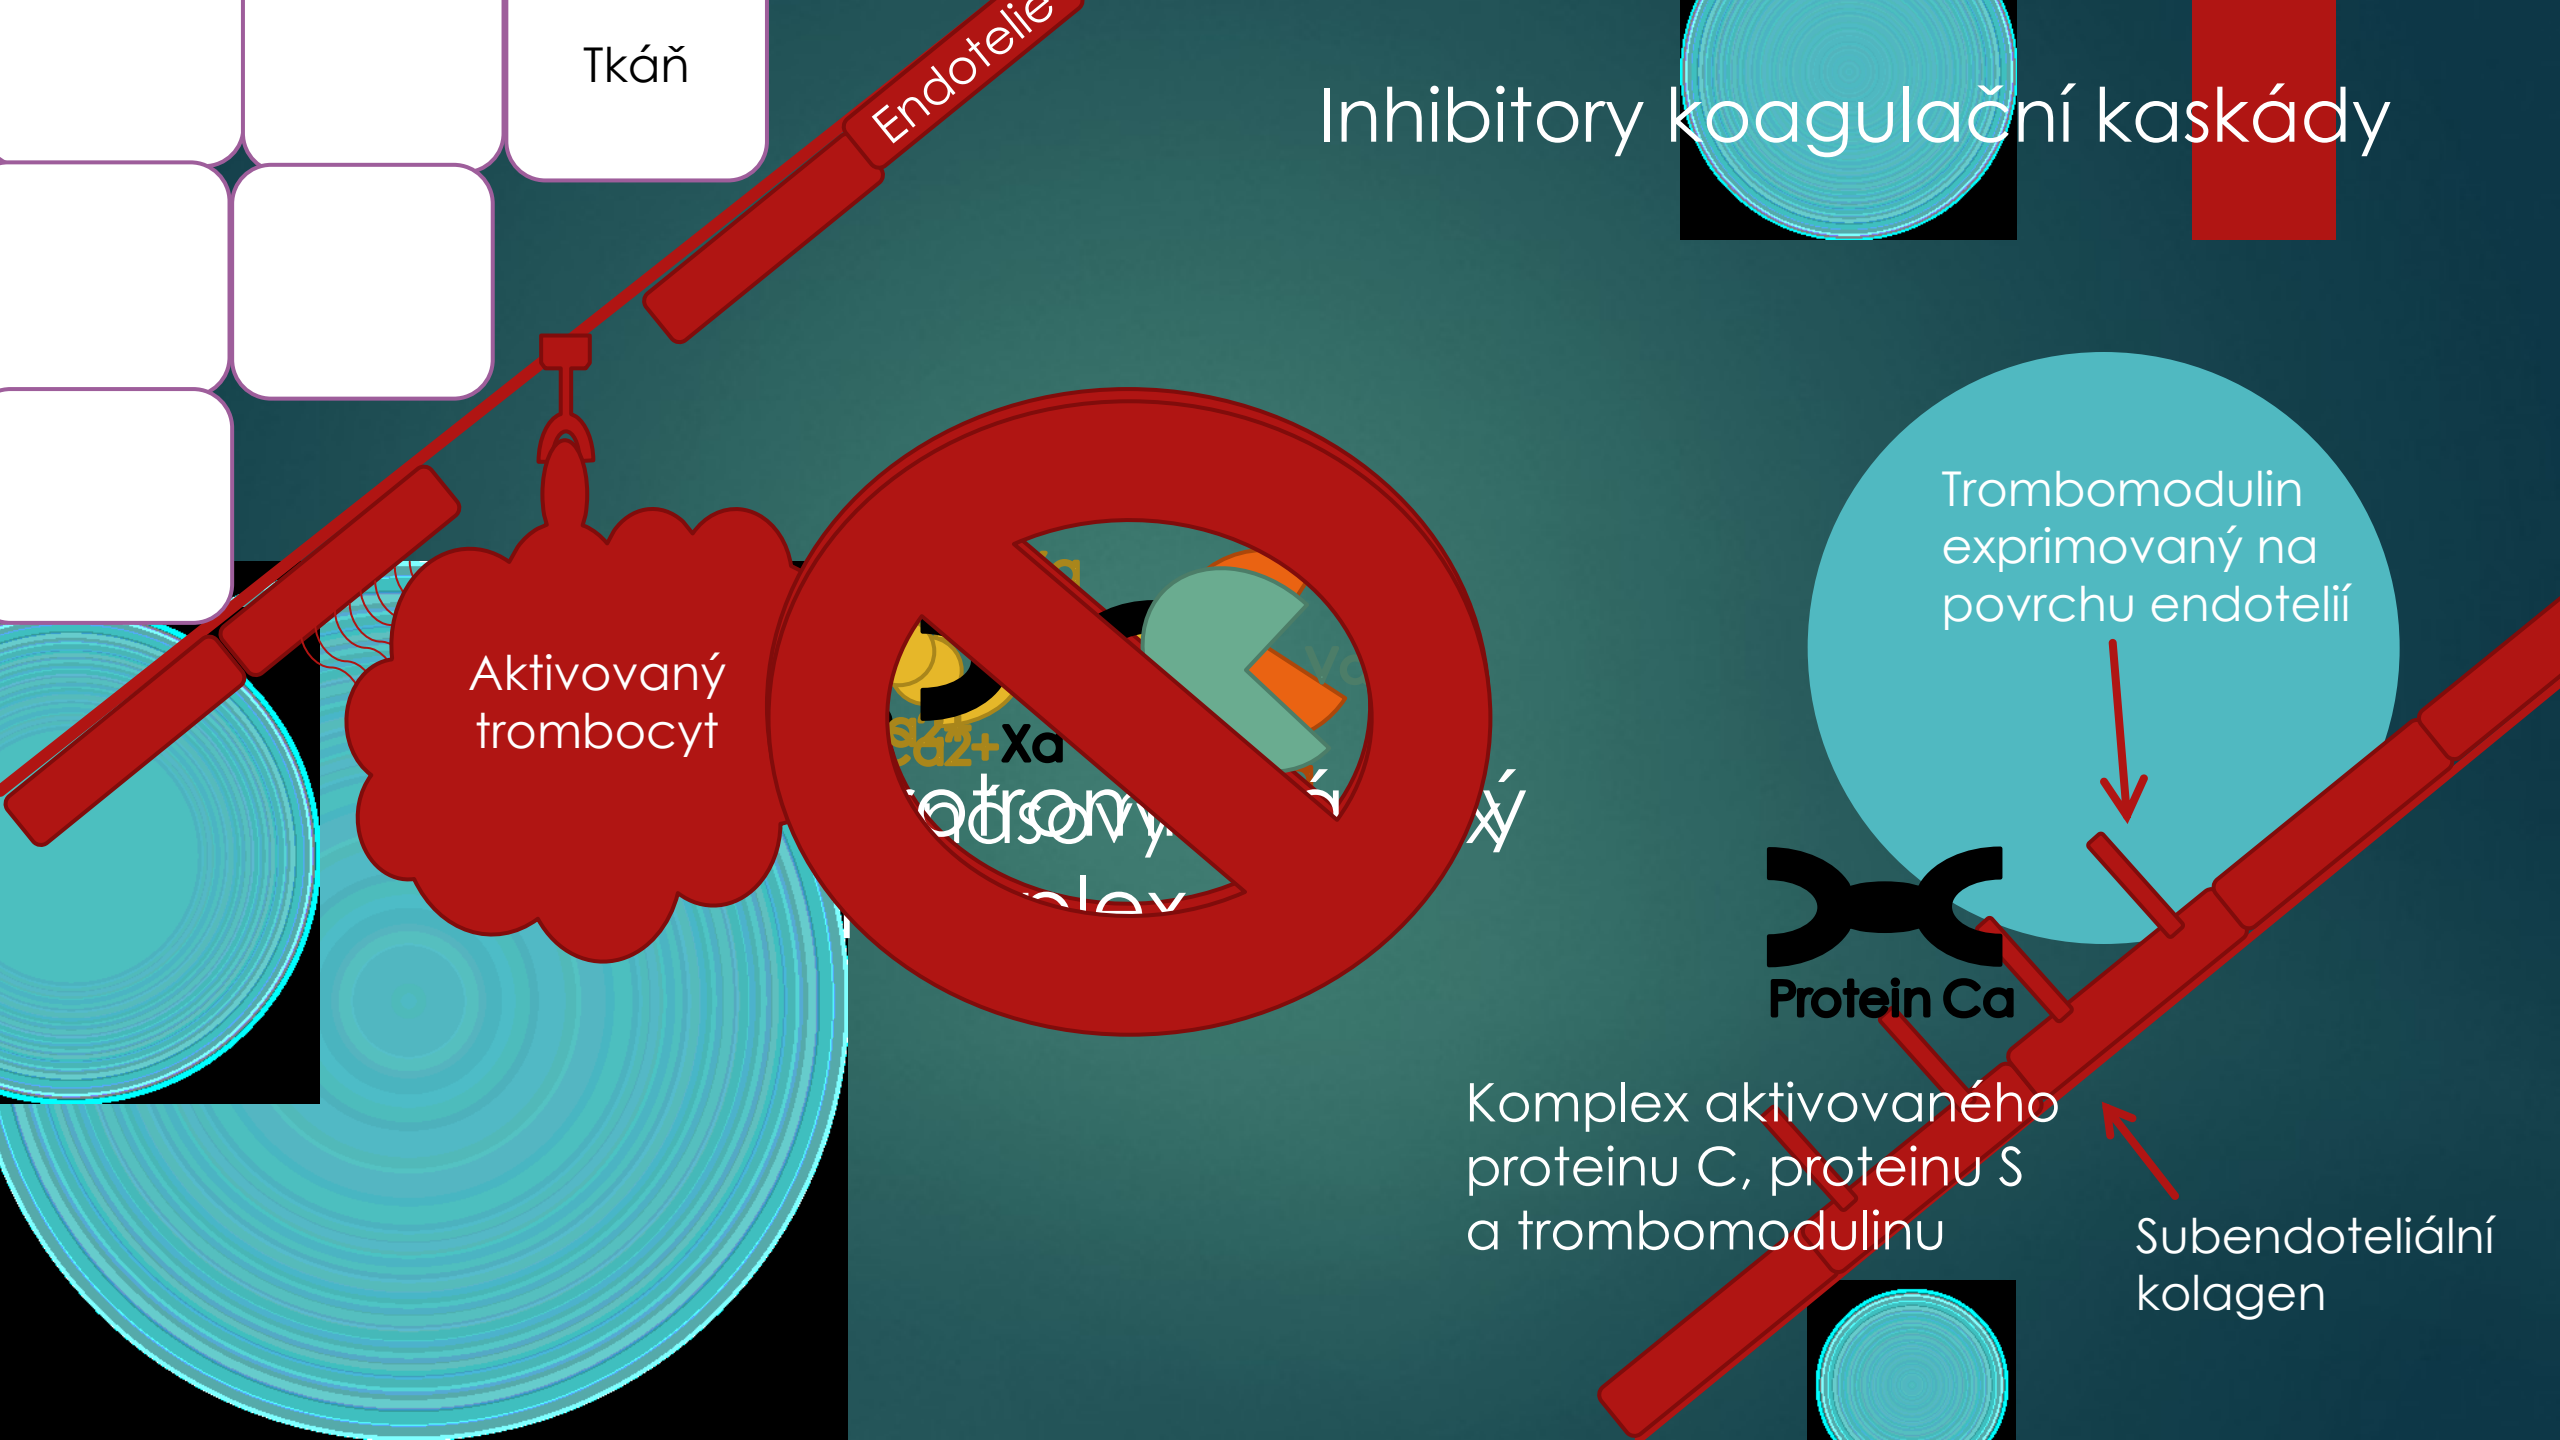 Tkáň
Endotelie
Inhibitory koagulační kaskády
Trombomodulin
exprimovaný na
povrchu endotelií
Aktivovaný
trombocyt
Ca2+
Xa
Protein Ca
Komplex aktivovaného
proteinu C, proteinu S
a trombomodulinu
Subendoteliální
kolagen